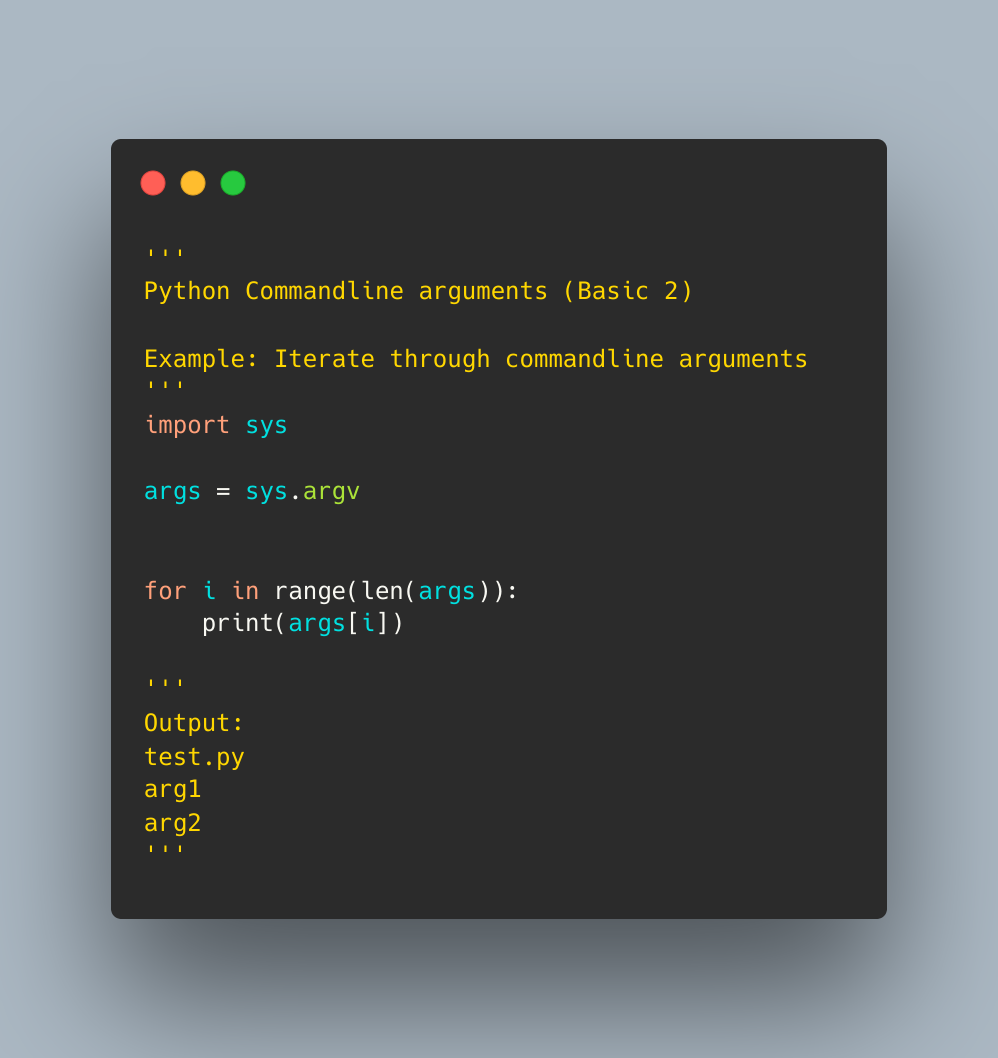 '''
Python Commandline arguments (Basic 2)
Example: Iterate through commandline arguments
'''
import sys
args = sys.argv
for i in range(len(args)):
    print(args[i])
'''
Output:
test.py
arg1
arg2
'''